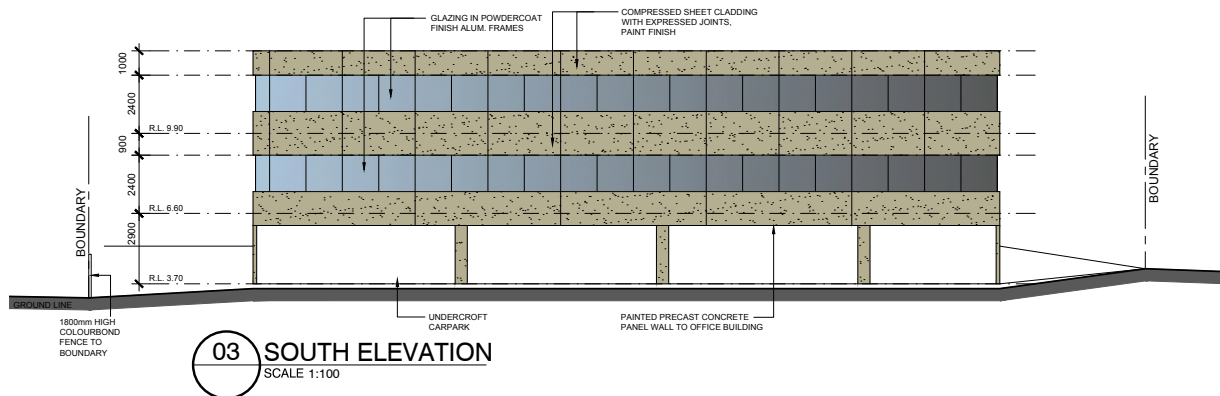 GLAZING IN POWDERCOAT
FINISH ALUM. FRAMES
COMPRESSED SHEET CLADDING
WITH EXPRESSED JOINTS,
PAINT FINISH
1000
2400
R.L. 9.90
900
2400
R.L. 6.60
2900
R.L. 3.70
BOUNDARY
BOUNDARY
GROUND LINE
1800mm HIGH
COLOURBOND
FENCE TO
BOUNDARY
UNDERCROFT
CARPARK
PAINTED PRECAST CONCRETE
PANEL WALL TO OFFICE BUILDING
03 SOUTH ELEVATION
SCALE 1:100